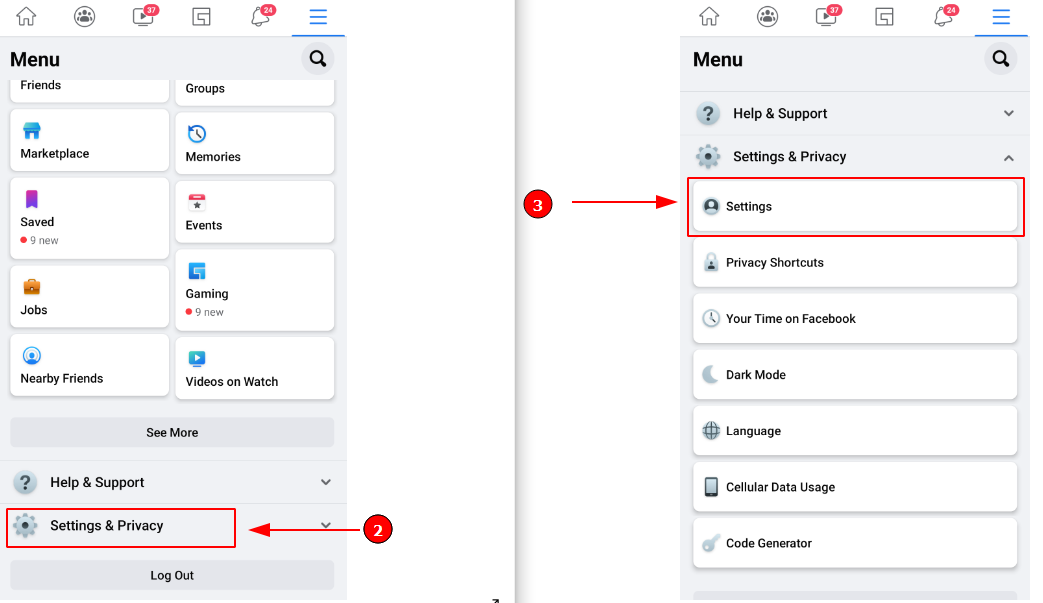 37
24
Menu
Friends
Groups
Marketplace
Memories
Saved
9 new
Events
Jobs
Gaming
9 new
Nearby Friends
Videos on Watch
See More
? Help & Support
Settings & Privacy
2
Log Out
37
24
Menu
? Help & Support
Settings & Privacy
3
Settings
Privacy Shortcuts
Your Time on Facebook
Dark Mode
Language
Cellular Data Usage
Code Generator